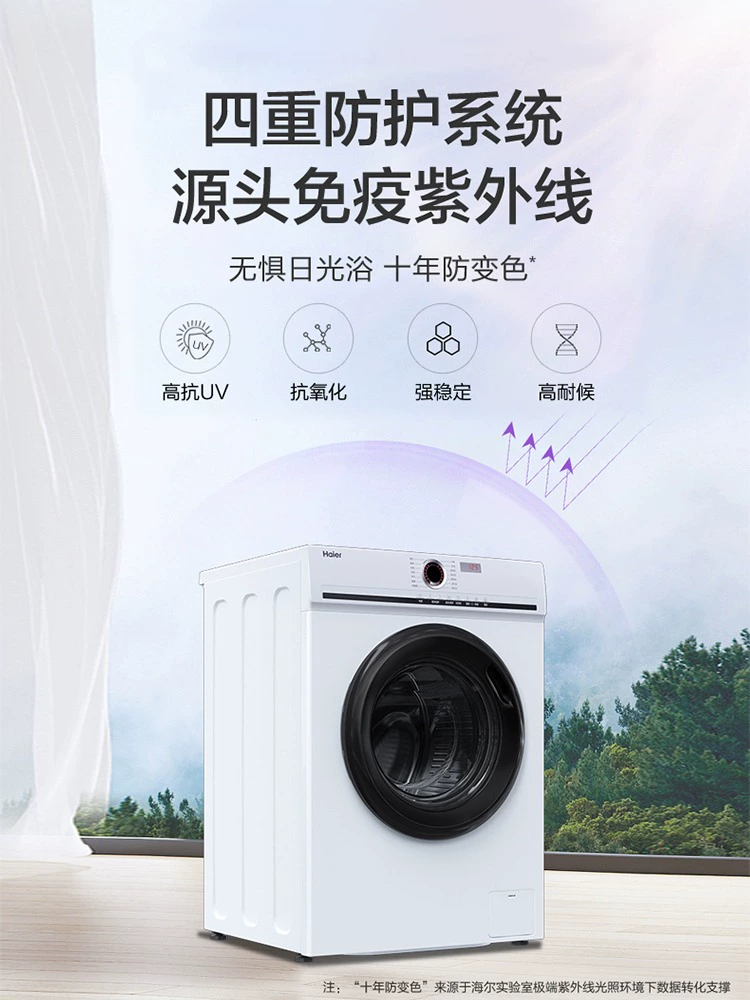 四重防护系统
源头免疫紫外线
无惧日光浴 十年防变色*
UV
高抗UV 抗氧化 强稳定 高耐候
Haier
注：“十年防变色”来源于海尔实验室极端紫外线光照环境下数据转化支撑